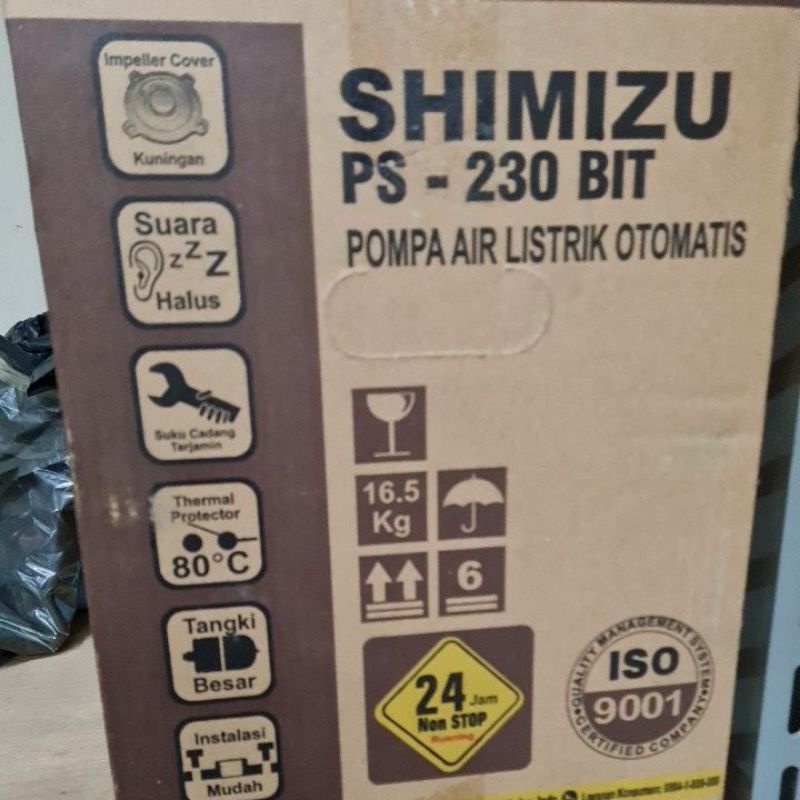 Impeller Cover
Kuningan
Suara
zZZ
Halus
Suku Cadang
Terjamin
Thermal
Protector
80°C
Tangki
Besar
Instalasi
Mudah
SHIMIZU
PS - 230 BIT
POMPA AIR LISTRIK OTOMATIS
16.5
Kg
6
24 Jam
Non STOP
Running
QUALITY MANAGEMENT SYSTEM
ISO
9001
CERTIFIED COMPANY
Layanan Konsumen: